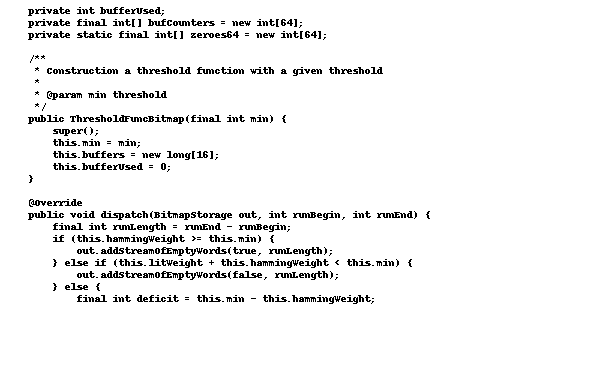 private int bufferUsed;
private final int[] bufCounters = new int[64];
private static final int[] zeroes64 = new int[64];
/**
* Construction a threshold function with a given threshold
*
* @param min threshold
*/
public ThresholdFuncBitmap(final int min) {
super();
this.min = min;
this.buffers = new long[16];
this.bufferUsed = 0;
}
@Override
public void dispatch(BitmapStorage out, int runBegin, int runEnd) {
final int runLength = runEnd - runBegin;
if (this.hammingWeight >= this.min) {
out.addStreamOfEmptyWords(true, runLength);
} else if (this.litWeight + this.hammingWeight < this.min) {
out.addStreamOfEmptyWords(false, runLength);
} else {
final int deficit = this.min - this.hammingWeight;